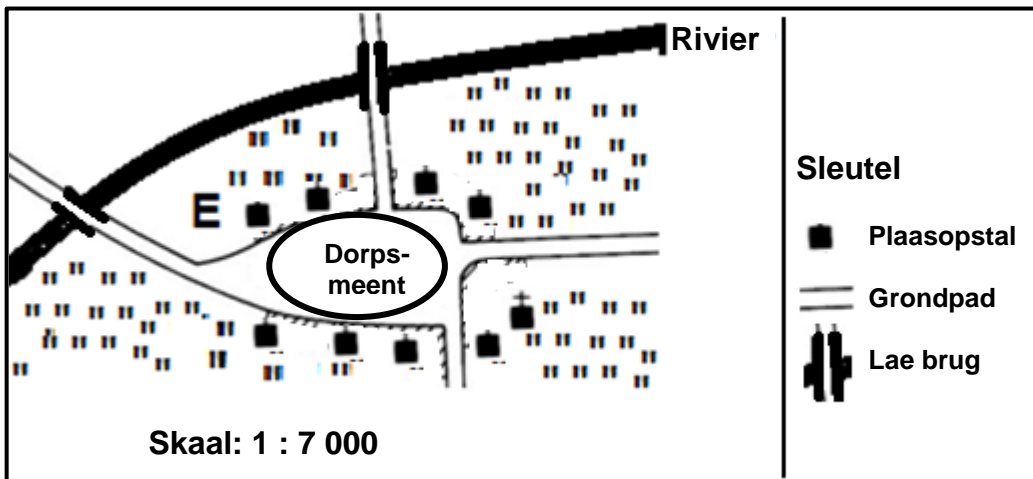 Rivier
E
Dorps-
meent
Skaal: 1 : 7 000
Sleutel
Plaasopstal
Grondpad
Lae brug